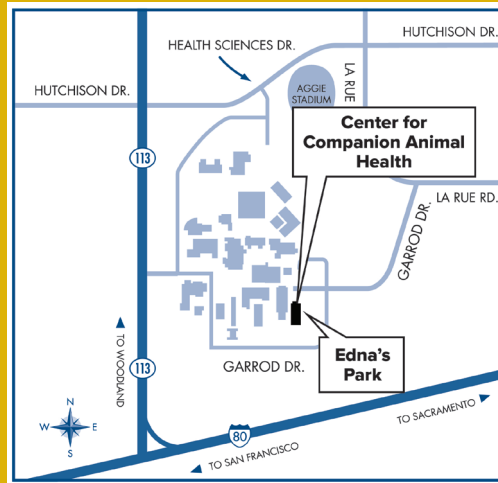 HUTCHISON DR.
HEALTH SCIENCES DR.
HUTCHISON DR.
AGGIE
STADIUM
LA RUE
Center for
Companion Animal
Health
113
LA RUE RD.
GARROD DR.
TO WOODLAND
Edna's
Park
GARROD DR.
113
N
W
E
S
80
TO SACRAMENTO
TO SAN FRANCISCO